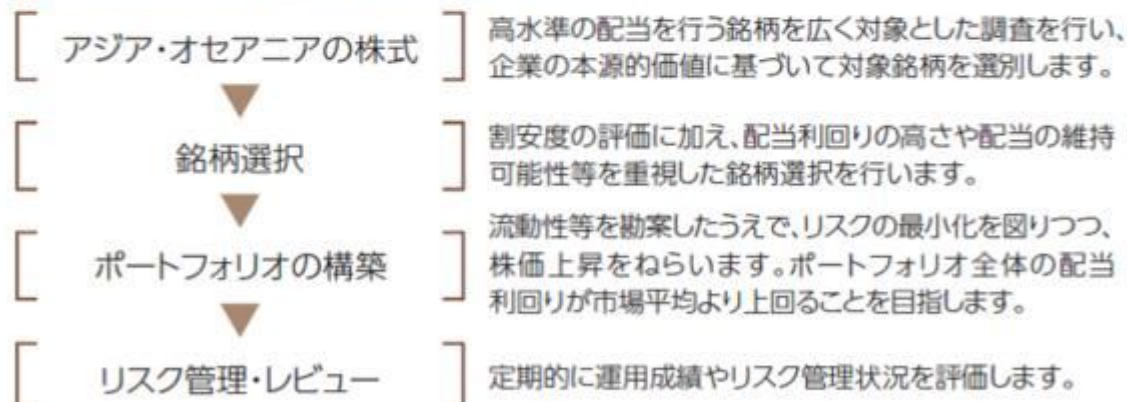 アジア・オセアニアの株式
高水準の配当を行う銘柄を広く対象とした調査を行い、
企業の本源的価値に基づいて対象銘柄を選別します。
銘柄選択
割安度の評価に加え、配当利回りの高さや配当の維持
可能性等を重視した銘柄選択を行います。
ポートフォリオの構築
流動性等を勘案したうえで、リスクの最小化を図りつつ、
株価上昇をねらいます。ポートフォリオ全体の配当
利回りが市場平均より上回ることを目指します。
リスク管理・レビュー
定期的に運用成績やリスク管理状況を評価します。